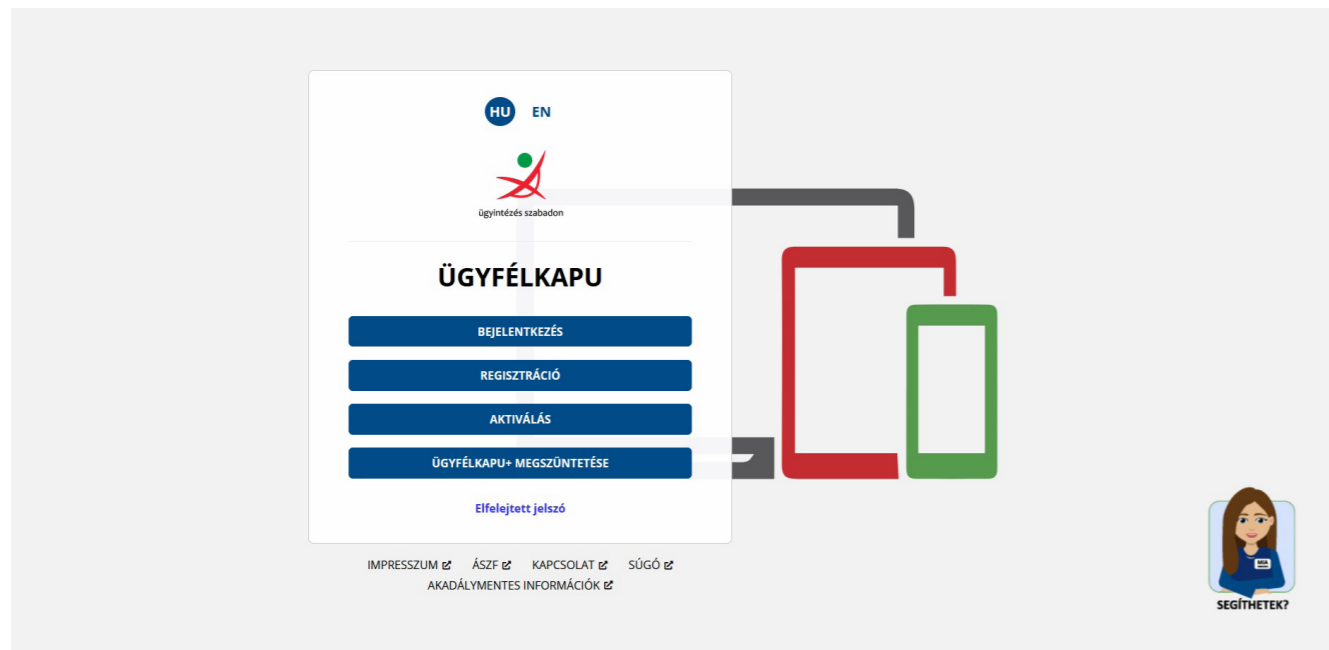 HU EN
ügyintézés szabadon
ÜGYFÉLKAPU
BEJELENTKEZÉS
REGISZTRÁCIÓ
AKTIVÁLÁS
ÜGYFÉLKAPU+ MEGSZÜNTETÉSE
Elfelejtett jelszó
IMPRESSZUM ÁSZF KAPCSOLAT SÚGÓ
AKADÁLYMENTES INFORMÁCIÓK
SEGÍTHETEK?